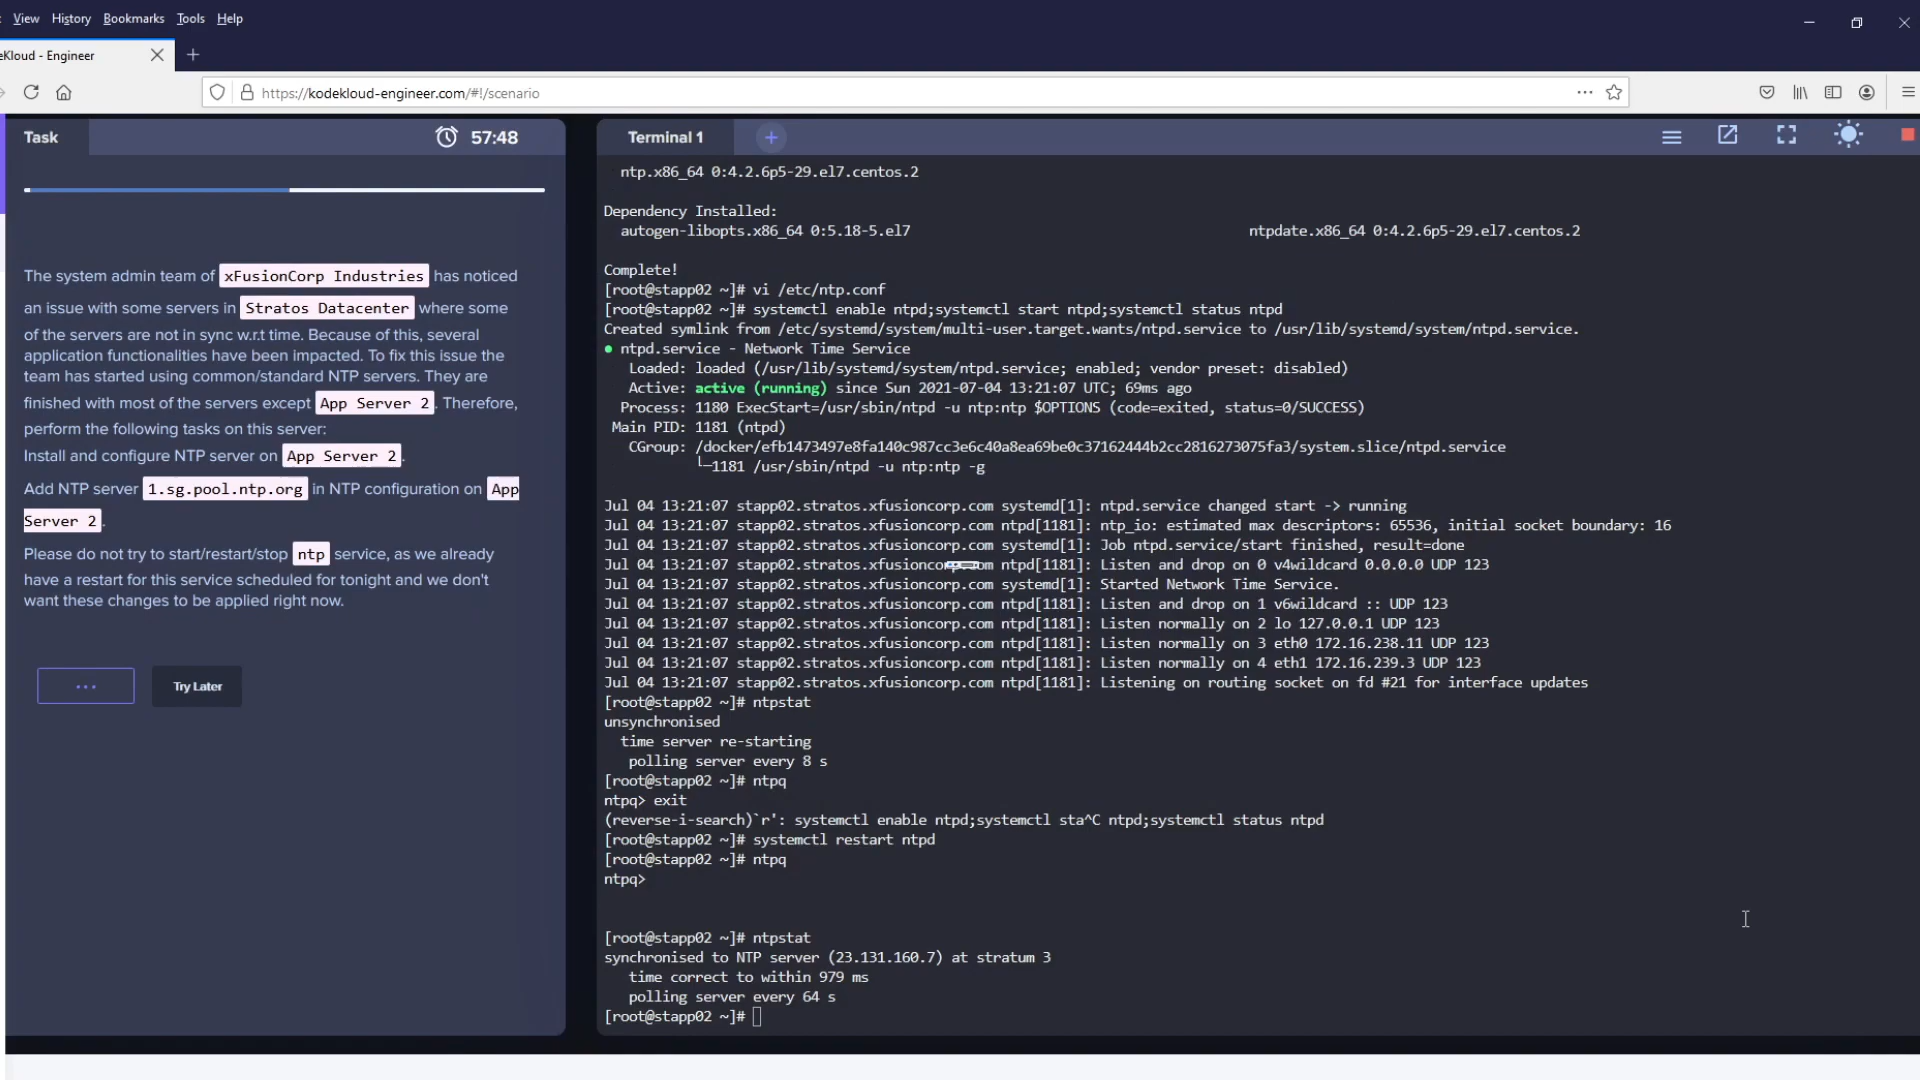 View History Bookmarks Tools Help
eKloud - Engineer
https://kodekloud-engineer.com/#!/scenario
Task
57:48
The system admin team of xFusionCorp Industries has noticed
an issue with some servers in Stratos Datacenter where some
of the servers are not in sync w.r.t time. Because of this, several
application functionalities have been impacted. To fix this issue the
team has started using common/standard NTP servers. They are
finished with most of the servers except App Server 2. Therefore,
perform the following tasks on this server:
Install and configure NTP server on App Server 2.
Add NTP server 1.sg.pool.ntp.org in NTP configuration on App
Server 2.
Please do not try to start/restart/stop ntp service, as we already
have a restart for this service scheduled for tonight and we don't
want these changes to be applied right now.
...
Try Later
Terminal 1
+
ntp.x86_64 0:4.2.6p5-29.el7.centos.2
Dependency Installed:
autogen-libopts.x86_64 0:5.18-5.el7 ntpdate.x86_64 0:4.2.6p5-29.el7.centos.2
Complete!
[root@stapp02 ~]# vi /etc/ntp.conf
[root@stapp02 ~]# systemctl enable ntpd;systemctl start ntpd;systemctl status ntpd
Created symlink from /etc/systemd/system/multi-user.target.wants/ntpd.service to /usr/lib/systemd/system/ntpd.service.
● ntpd.service - Network Time Service
Loaded: loaded (/usr/lib/systemd/system/ntpd.service; enabled; vendor preset: disabled)
Active: active (running) since Sun 2021-07-04 13:21:07 UTC; 69ms ago
Process: 1180 ExecStart=/usr/sbin/ntpd -u ntp:ntp $OPTIONS (code=exited, status=0/SUCCESS)
Main PID: 1181 (ntpd)
CGroup: /docker/efb1473497e8fa140c987cc3e6c40a8ea69be0c37162444b2cc2816273075fa3/system.slice/ntpd.service
└─1181 /usr/sbin/ntpd -u ntp:ntp -g
Jul 04 13:21:07 stapp02.stratos.xfusioncorp.com systemd[1]: ntpd.service changed start -> running
Jul 04 13:21:07 stapp02.stratos.xfusioncorp.com ntpd[1181]: ntp_io: estimated max descriptors: 65536, initial socket boundary: 16
Jul 04 13:21:07 stapp02.stratos.xfusioncorp.com systemd[1]: Job ntpd.service/start finished, result=done
Jul 04 13:21:07 stapp02.stratos.xfusioncorp.com ntpd[1181]: Listen and drop on 0 v4wildcard 0.0.0.0 UDP 123
Jul 04 13:21:07 stapp02.stratos.xfusioncorp.com systemd[1]: Started Network Time Service.
Jul 04 13:21:07 stapp02.stratos.xfusioncorp.com ntpd[1181]: Listen and drop on 1 v6wildcard :: UDP 123
Jul 04 13:21:07 stapp02.stratos.xfusioncorp.com ntpd[1181]: Listen normally on 2 lo 127.0.0.1 UDP 123
Jul 04 13:21:07 stapp02.stratos.xfusioncorp.com ntpd[1181]: Listen normally on 3 eth0 172.16.238.11 UDP 123
Jul 04 13:21:07 stapp02.stratos.xfusioncorp.com ntpd[1181]: Listen normally on 4 eth1 172.16.239.3 UDP 123
Jul 04 13:21:07 stapp02.stratos.xfusioncorp.com ntpd[1181]: Listening on routing socket on fd #21 for interface updates
[root@stapp02 ~]# ntpstat
unsynchronised
time server re-starting
polling server every 8 s
[root@stapp02 ~]# ntpq
ntpq> exit
(reverse-i-search)`r': systemctl enable ntpd;systemctl sta^C ntpd;systemctl status ntpd
[root@stapp02 ~]# systemctl restart ntpd
[root@stapp02 ~]# ntpq
ntpq>
[root@stapp02 ~]# ntpstat
synchronised to NTP server (23.131.160.7) at stratum 3
time correct to within 979 ms
polling server every 64 s
[root@stapp02 ~]#